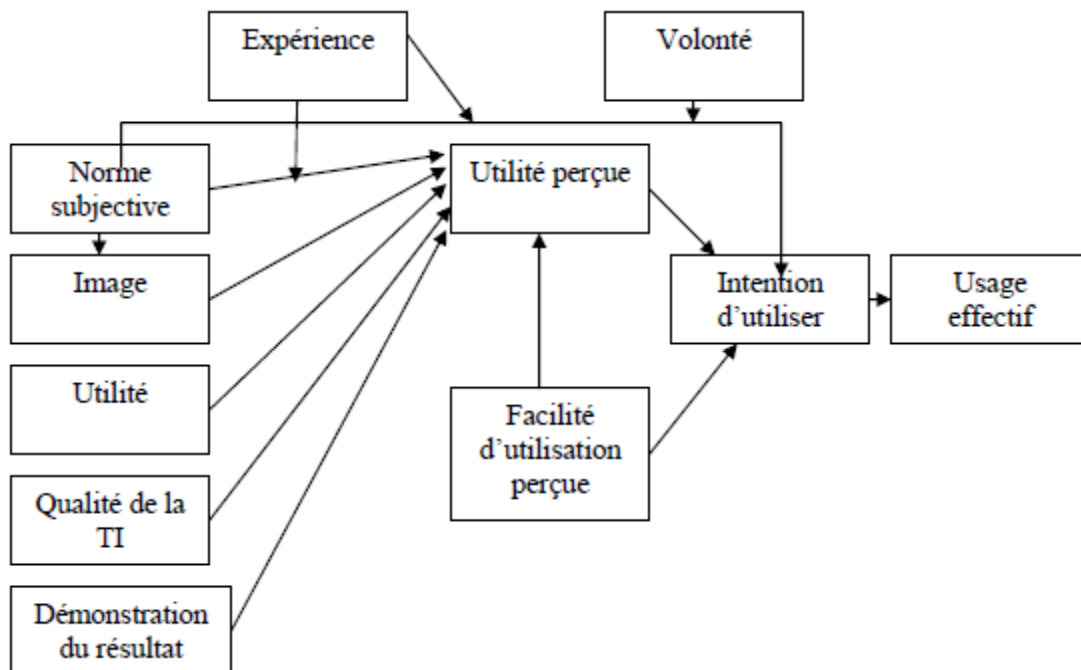 Expérience
Volonté
Norme
subjective
Utilité perçue
Image
Intention
d’utiliser
Usage
effectif
Utilité
Facilité
d’utilisation
perçue
Qualité de la
TI
Démonstration
du résultat